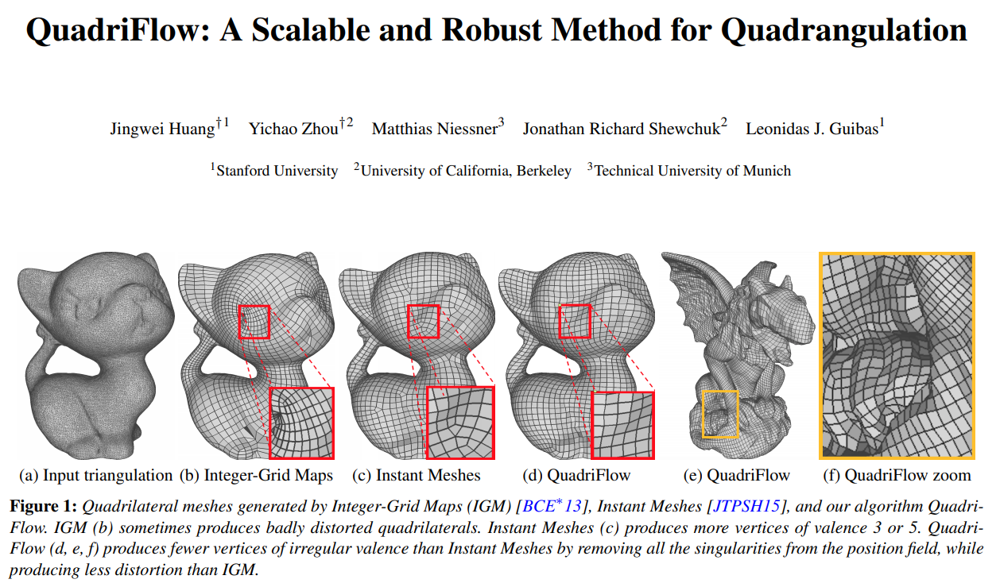 QuadriFlow: A Scalable and Robust Method for Quadrangulation
Jingwei Huang†1 Yichao Zhou†2 Matthias Niessner3 Jonathan Richard Shewchuk2 Leonidas J. Guibas1
1Stanford University 2University of California, Berkeley 3Technical University of Munich
(a) Input triangulation (b) Integer-Grid Maps (c) Instant Meshes (d) QuadriFlow (e) QuadriFlow (f) QuadriFlow zoom
Figure 1: Quadrilateral meshes generated by Integer-Grid Maps (IGM) [BCE*13], Instant Meshes [JTPSH15], and our algorithm Quadri-
Flow. IGM (b) sometimes produces badly distorted quadrilaterals. Instant Meshes (c) produces more vertices of valence 3 or 5. Quadri-
Flow (d, e, f) produces fewer vertices of irregular valence than Instant Meshes by removing all the singularities from the position field, while
producing less distortion than IGM.